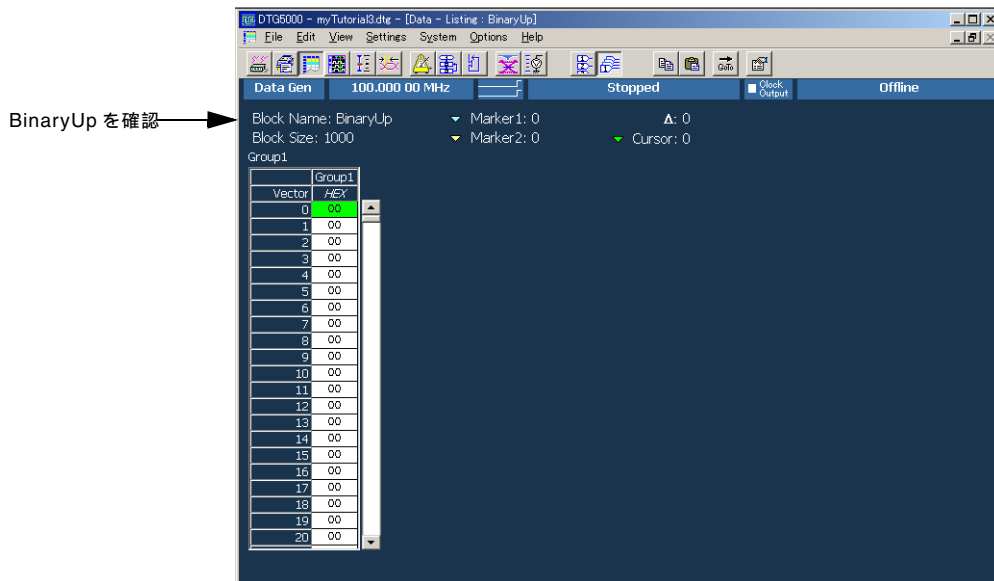 DTG5000 - myTutorial3.dtg - [Data - Listing : BinaryUp]
File Edit View Settings System Options Help
GoTo
Data Gen 100.000 00 MHz Stopped Clock Output Offline
BinaryUp を確認
Block Name: BinaryUp Marker1: 0 Δ: 0
Block Size: 1000 Marker2: 0 Cursor: 0
Group1
Group1
Vector HEX
0 00
1 00
2 00
3 00
4 00
5 00
6 00
7 00
8 00
9 00
10 00
11 00
12 00
13 00
14 00
15 00
16 00
17 00
18 00
19 00
20 00